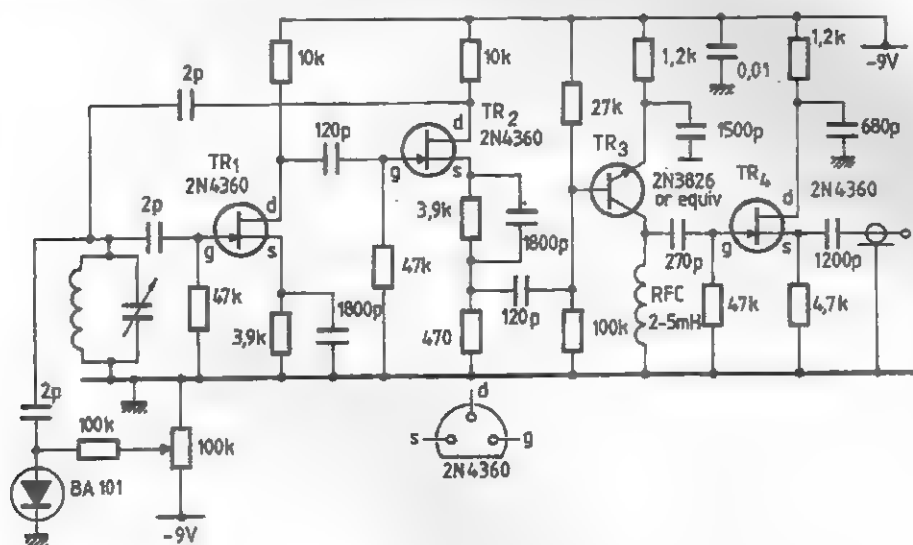 10k
10k
1,2k
0,01
1,2k
-9V
2p
27k
120p
TR2
2N4360
d
g
s
1500p
680p
TR1
2N4360
TR3
2N3826
or equiv
TR4
2N4360
2p
d
g
s
3,9k
1800p
d
g
s
270p
1200p
47k
47k
120p
RFC
2-5mH
47k
4,7k
3,9k
1800p
470
100k
2p
d
s
g
2N4360
100k
100k
BA 101
-9V